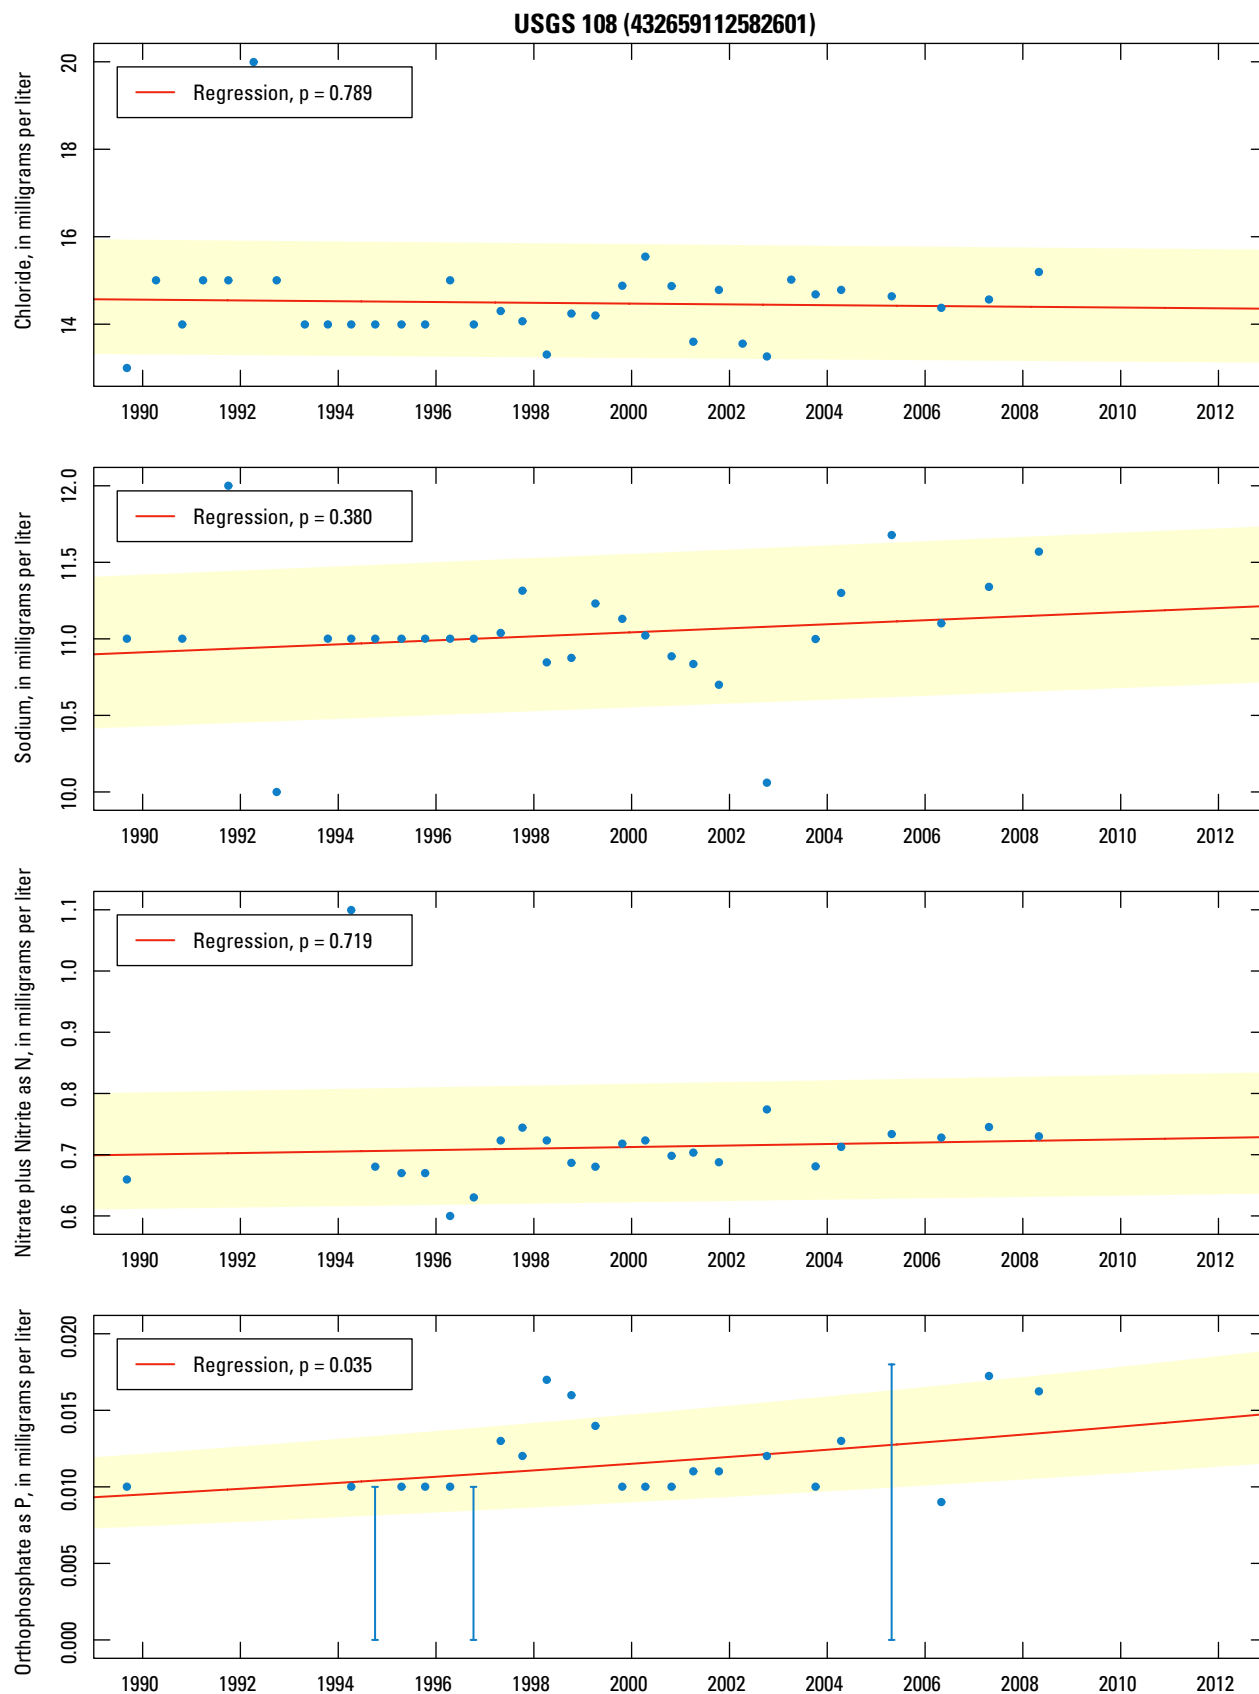 USGS 108 (432659112582601)
Chloride, in milligrams per liter
20
18
16
14
Regression, p = 0.789
1990 1992 1994 1996 1998 2000 2002 2004 2006 2008 2010 2012
Sodium, in milligrams per liter
12.0
11.5
11.0
10.5
10.0
Regression, p = 0.380
1990 1992 1994 1996 1998 2000 2002 2004 2006 2008 2010 2012
Nitrate plus Nitrite as N, in milligrams per liter
1.1
1.0
0.9
0.8
0.7
0.6
Regression, p = 0.719
1990 1992 1994 1996 1998 2000 2002 2004 2006 2008 2010 2012
Orthophosphate as P, in milligrams per liter
0.020
0.015
0.010
0.005
0.000
Regression, p = 0.035
1990 1992 1994 1996 1998 2000 2002 2004 2006 2008 2010 2012